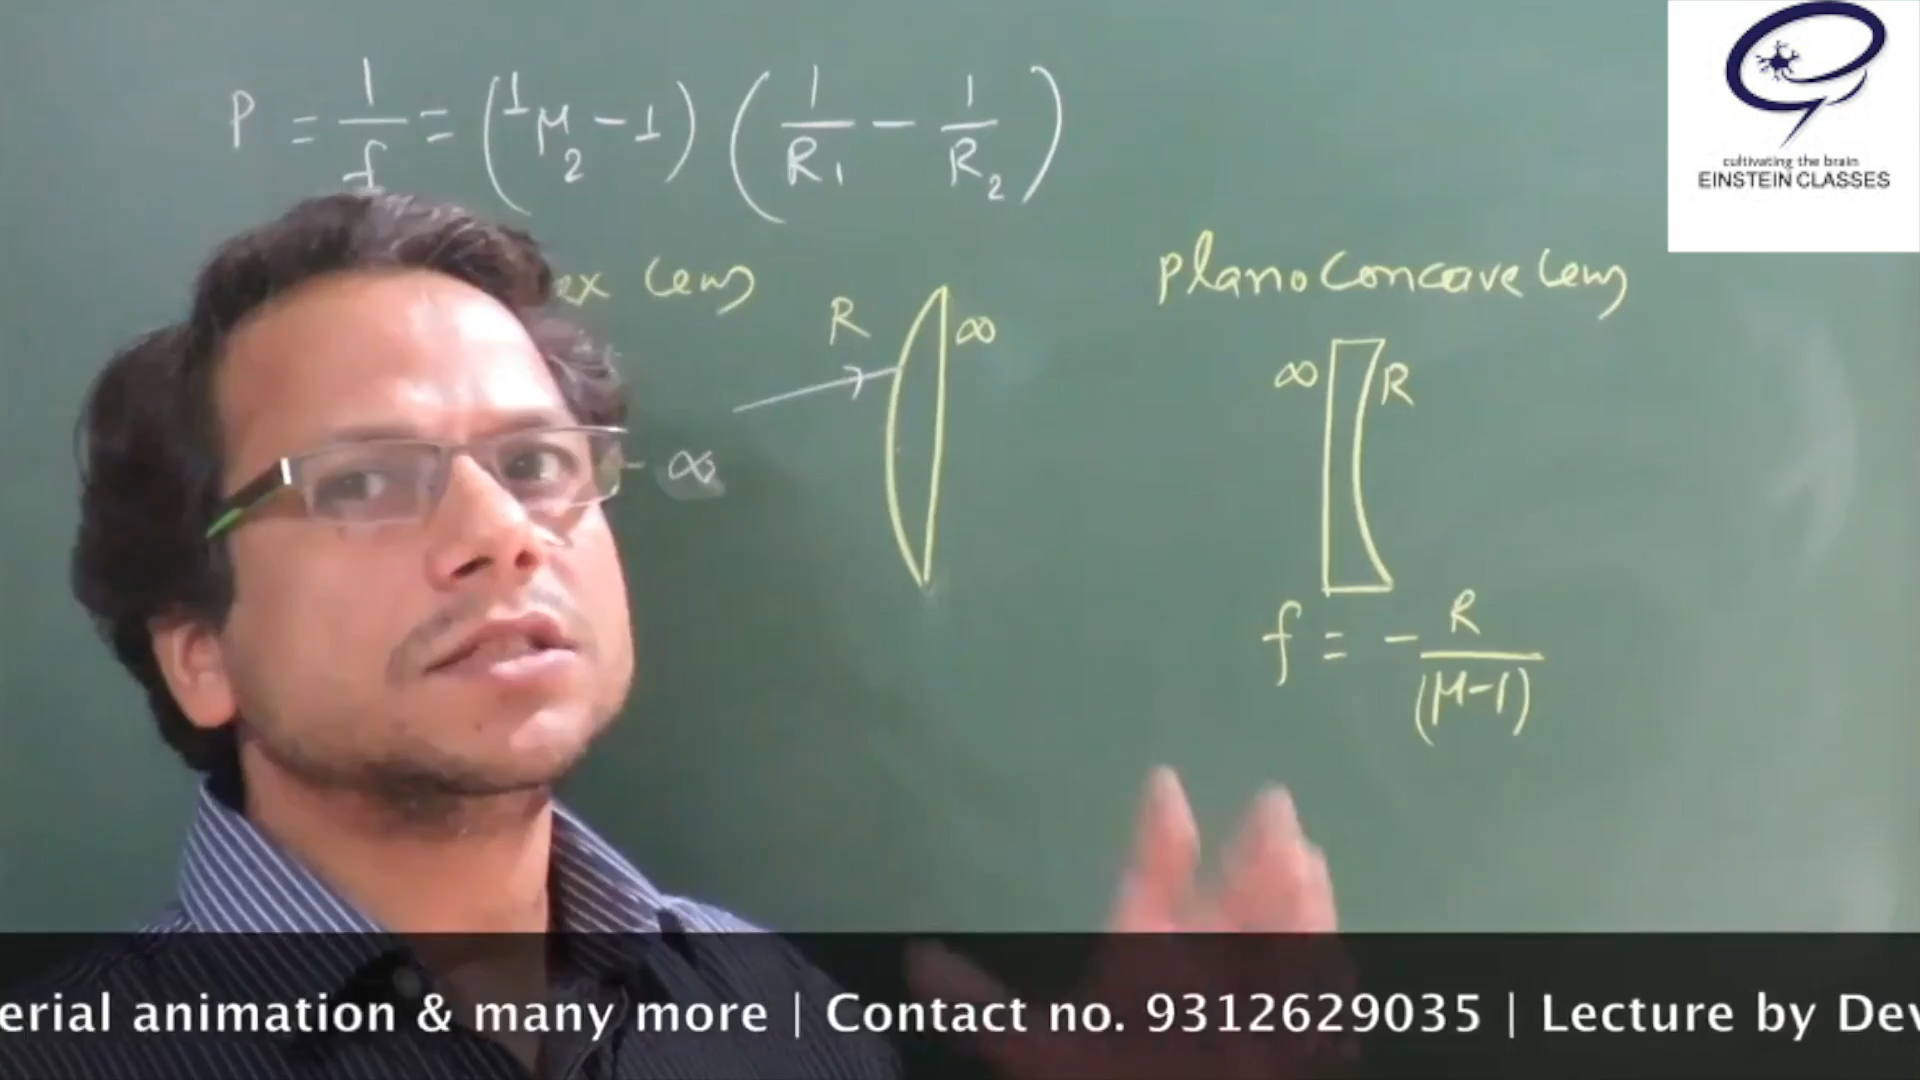 P = 1/f = (¹μ₂ - 1) (1/R₁ - 1/R₂)
cultivating the brain
EINSTEIN CLASSES
ex lens
R
∞
- ∞
Plano Concave lens
∞
R
f = - R/(μ-1)
erial animation & many more | Contact no. 9312629035 | Lecture by Dev